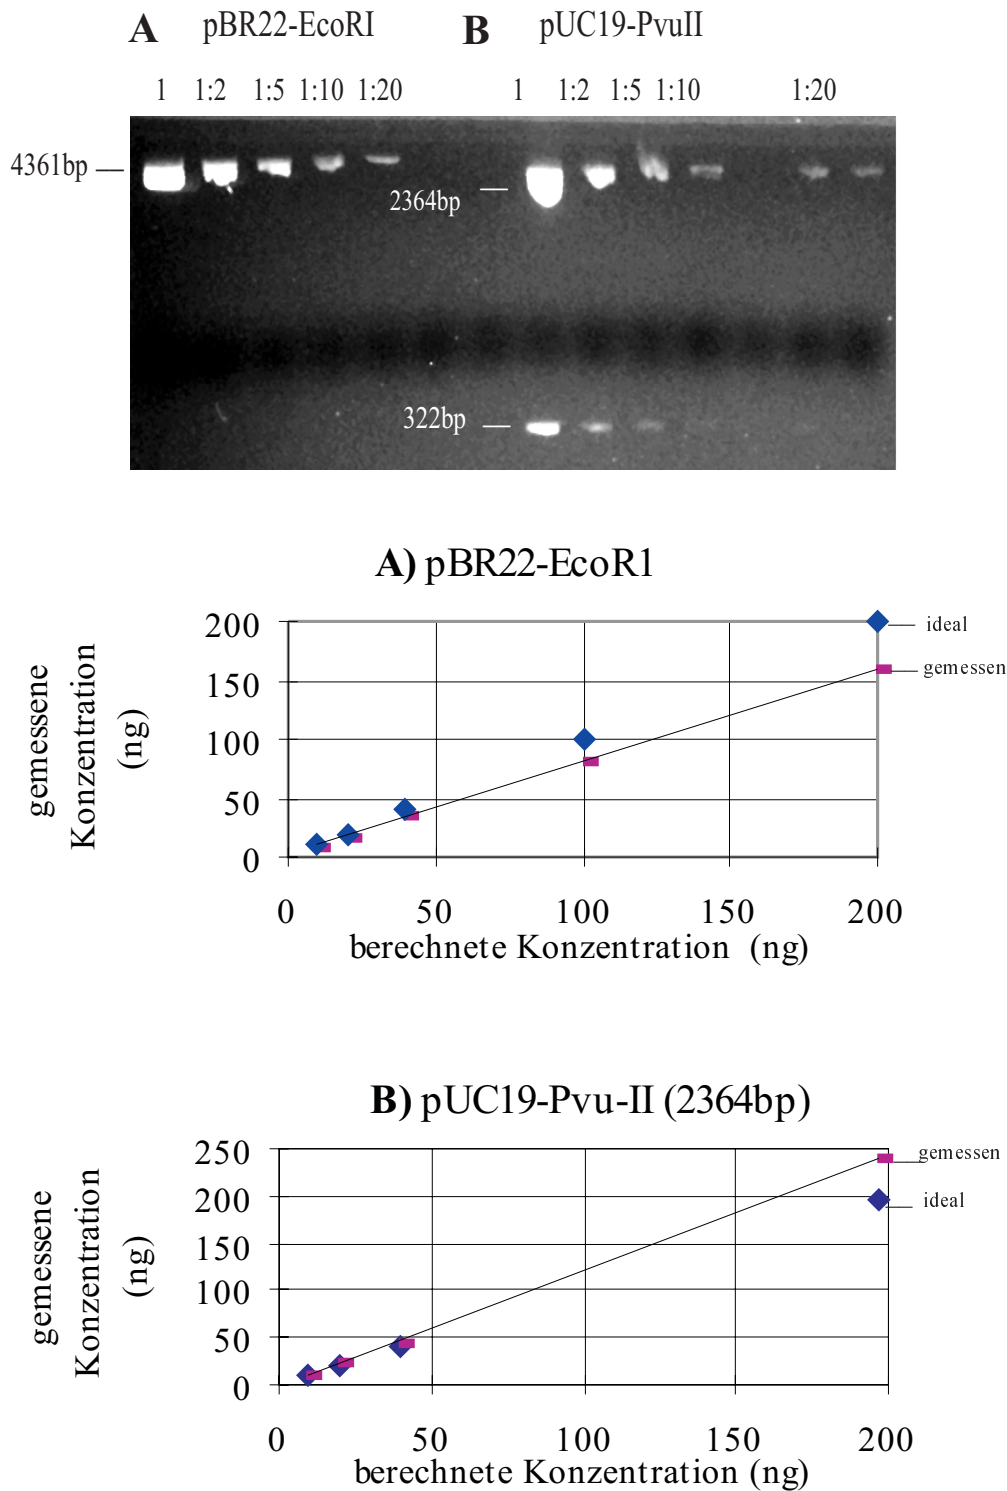 A pBR22-EcoRI B pUC19-PvuII
1 1:2 1:5 1:10 1:20 1 1:2 1:5 1:10 1:20
4361bp
2364bp
322bp
A) pBR22-EcoR1
gemessene
Konzentration
(ng)
200
150
100
50
0
ideal
gemessen
0 50 100 150 200
berechnete Konzentration (ng)
B) pUC19-Pvu-II (2364bp)
gemessene
Konzentration
(ng)
250
200
150
100
50
0
gemessen
ideal
0 50 100 150 200
berechnete Konzentration (ng)